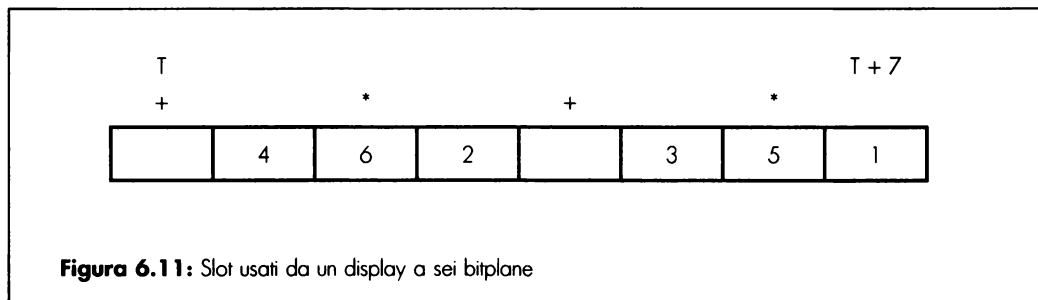 T T + 7
+ * + *
4 6 2 3 5 1
Figura 6.11: Slot usati da un display a sei bitplane